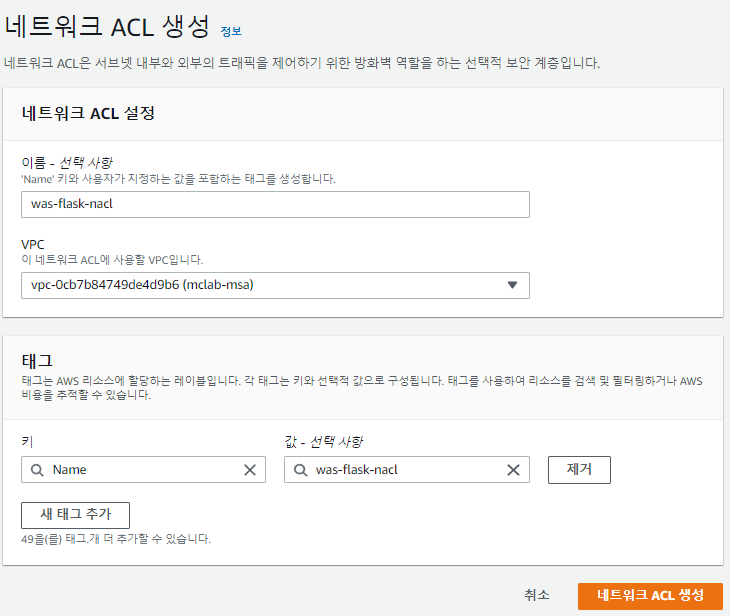 네트워크 ACL 생성 정보
네트워크 ACL은 서브넷 내부와 외부의 트래픽을 제어하기 위한 방화벽 역할을 하는 선택적 보안 계층입니다.
네트워크 ACL 설정
이름 - 선택 사항
'Name' 키와 사용자가 지정하는 값을 포함하는 태그를 생성합니다.
was-flask-nacl
VPC
이 네트워크 ACL에 사용할 VPC입니다.
vpc-0cb7b84749de4d9b6 (mclab-msa)
태그
태그는 AWS 리소스에 할당하는 레이블입니다. 각 태그는 키와 선택적 값으로 구성됩니다. 태그를 사용하여 리소스를 검색 및 필터링하거나 AWS
비용을 추적할 수 있습니다.
키 값 - 선택 사항
Name was-flask-nacl 제거
새 태그 추가
49을(를) 태그.개 더 추가할 수 있습니다.
취소 네트워크 ACL 생성